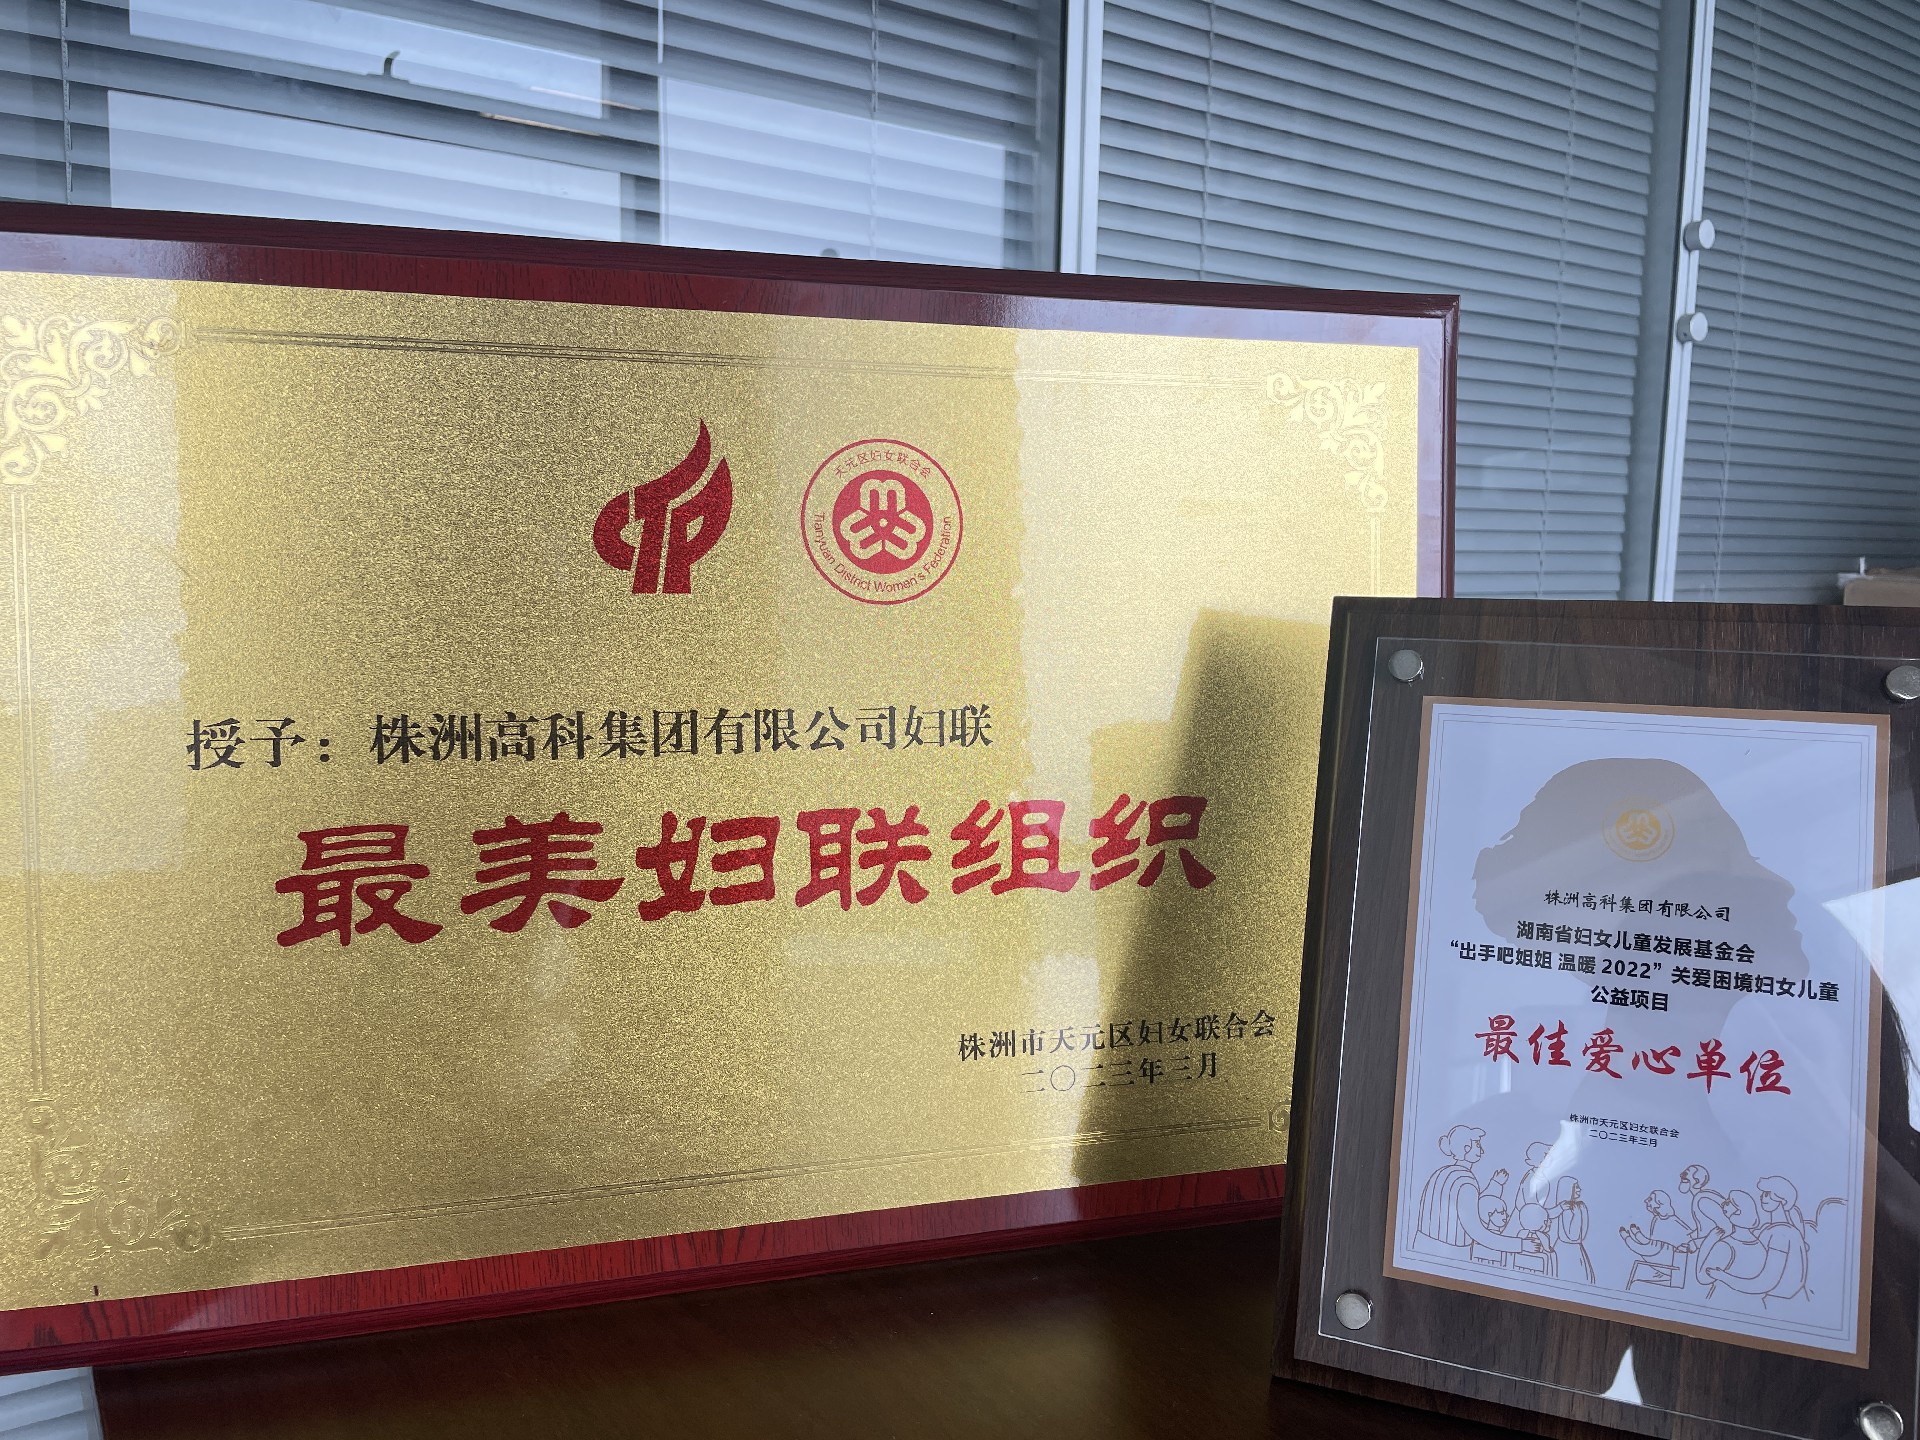 天元区妇女联合会
Tianyuan District Women's Federation
授予：株洲高科集团有限公司妇联
最美妇联组织
株洲市天元区妇女联合会
二〇二三年三月
株洲高科集团有限公司
湖南省妇女儿童发展基金会
“出手吧姐姐 温暖 2022”关爱困境妇女儿童
公益项目
最佳爱心单位
株洲市天元区妇女联合会
二〇二三年三月